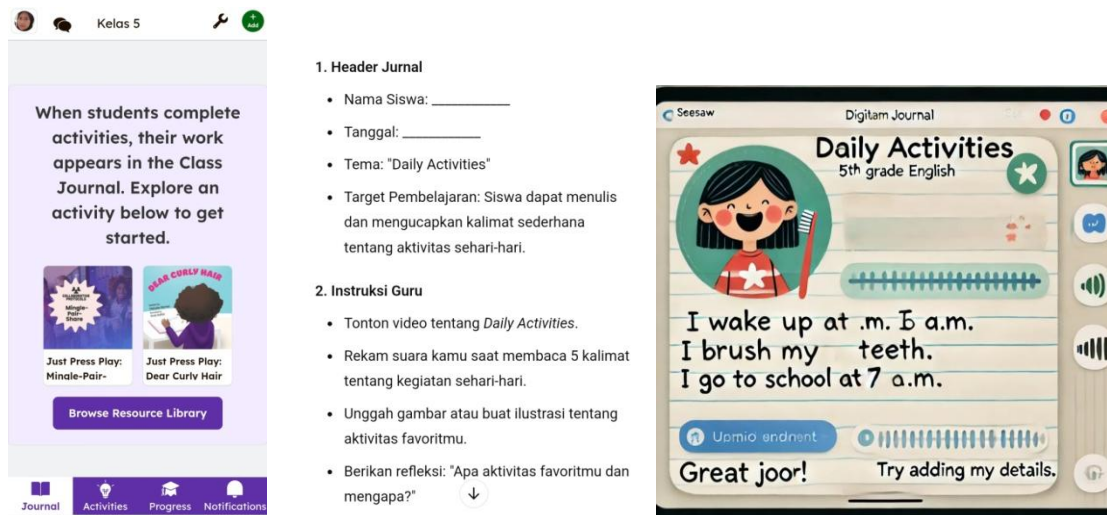 Kelas 5
Add
When students complete
activities, their work
appears in the Class
Journal. Explore an
activity below to get
started.
Mingle-
Pair-
Share
DEAR CURLY HAIR
Just Press Play:
Mingle-Pair-
Just Press Play:
Dear Curly Hair
Browse Resource Library
Journal
Activities
Progress
Notifications
1. Header Jurnal
• Nama Siswa: ___________
• Tanggal: ___________
• Tema: "Daily Activities"
• Target Pembelajaran: Siswa dapat menulis
dan mengucapkan kalimat sederhana
tentang aktivitas sehari-hari.
2. Instruksi Guru
• Tonton video tentang Daily Activities.
• Rekam suara kamu saat membaca 5 kalimat
tentang kegiatan sehari-hari.
• Unggah gambar atau buat ilustrasi tentang
aktivitas favoritmu.
• Berikan refleksi: "Apa aktivitas favoritmu dan
mengapa?"
Seesaw
Digitam Journal
Daily Activities
5th grade English
I wake up at .m. 5 a.m.
I brush my teeth.
I go to school at 7 a.m.
Upmio endnent
Great joor!
Try adding my details.